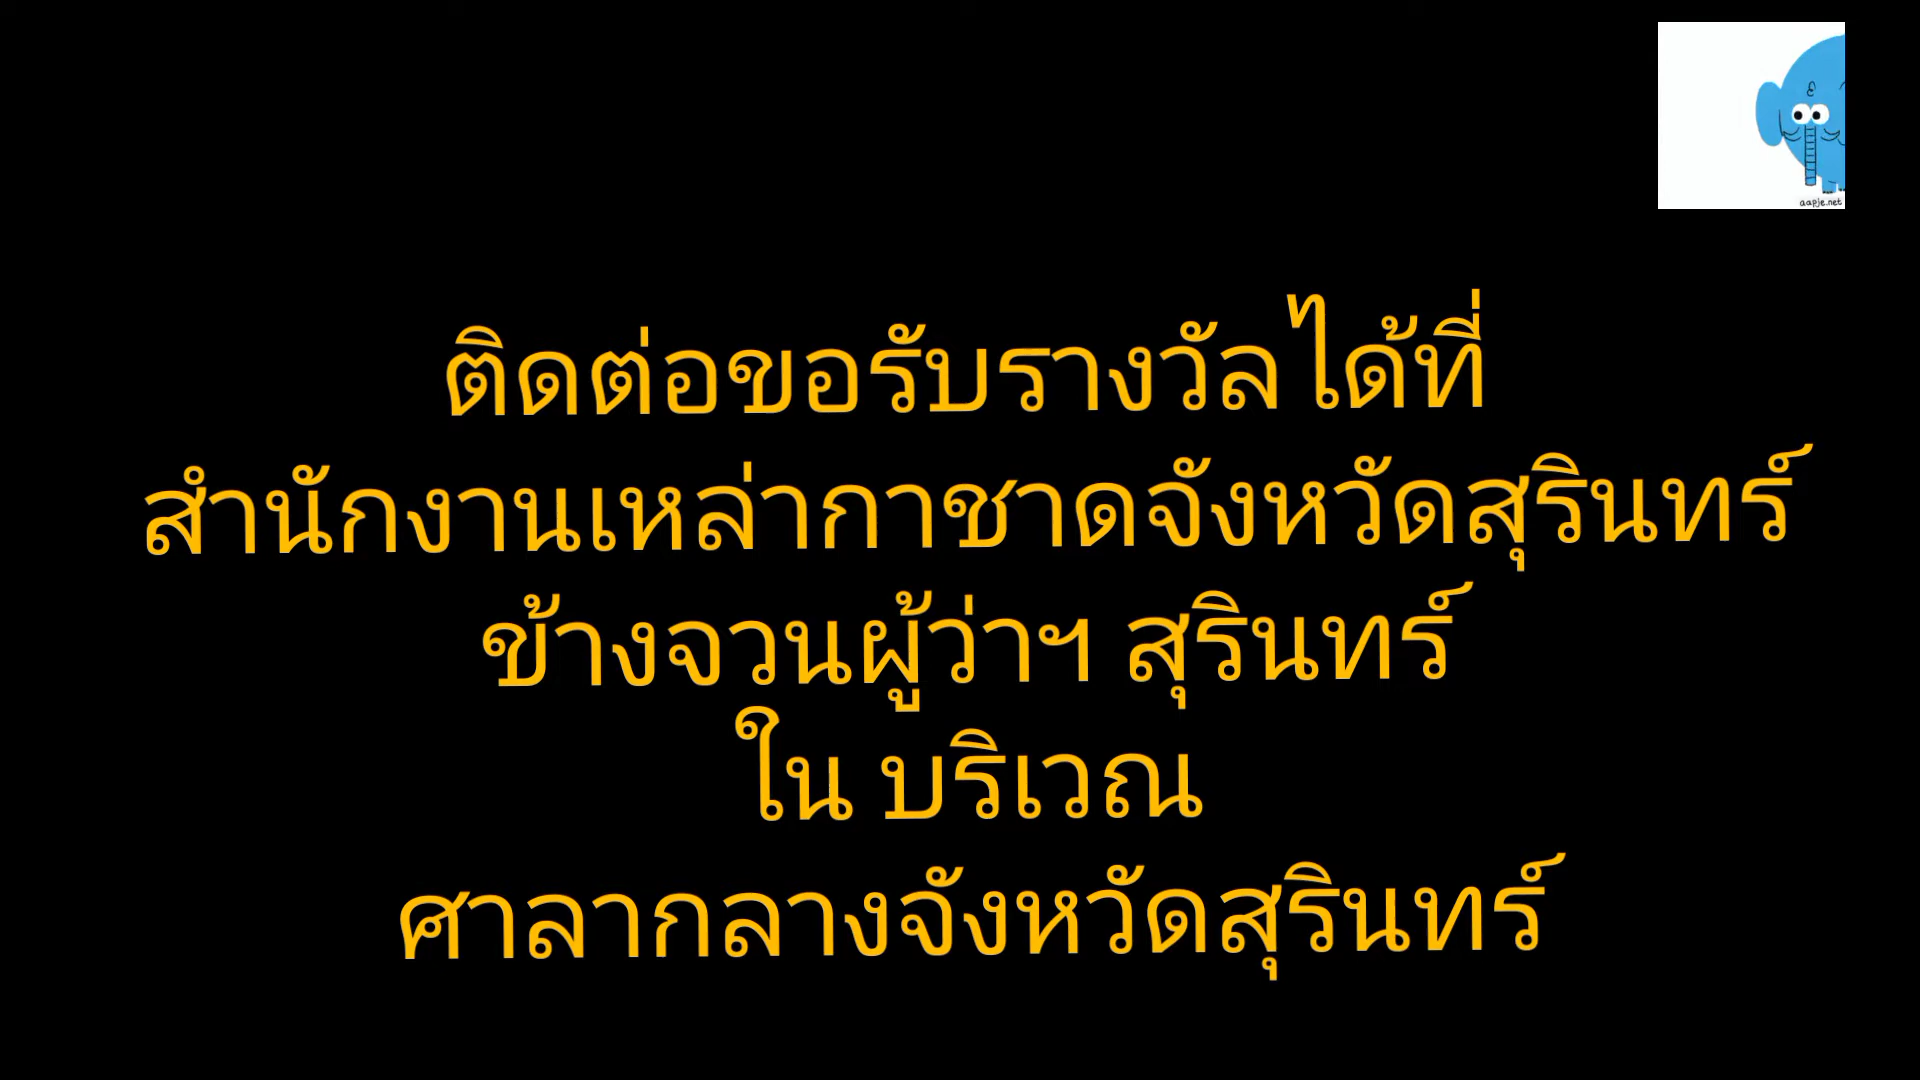 aapje.net
ติดต่อขอรับรางวัลได้ที่
สำนักงานเหล่ากาชาดจังหวัดสุรินทร์
ข้างจวนผู้ว่าฯ สุรินทร์
ใน บริเวณ
ศาลากลางจังหวัดสุรินทร์